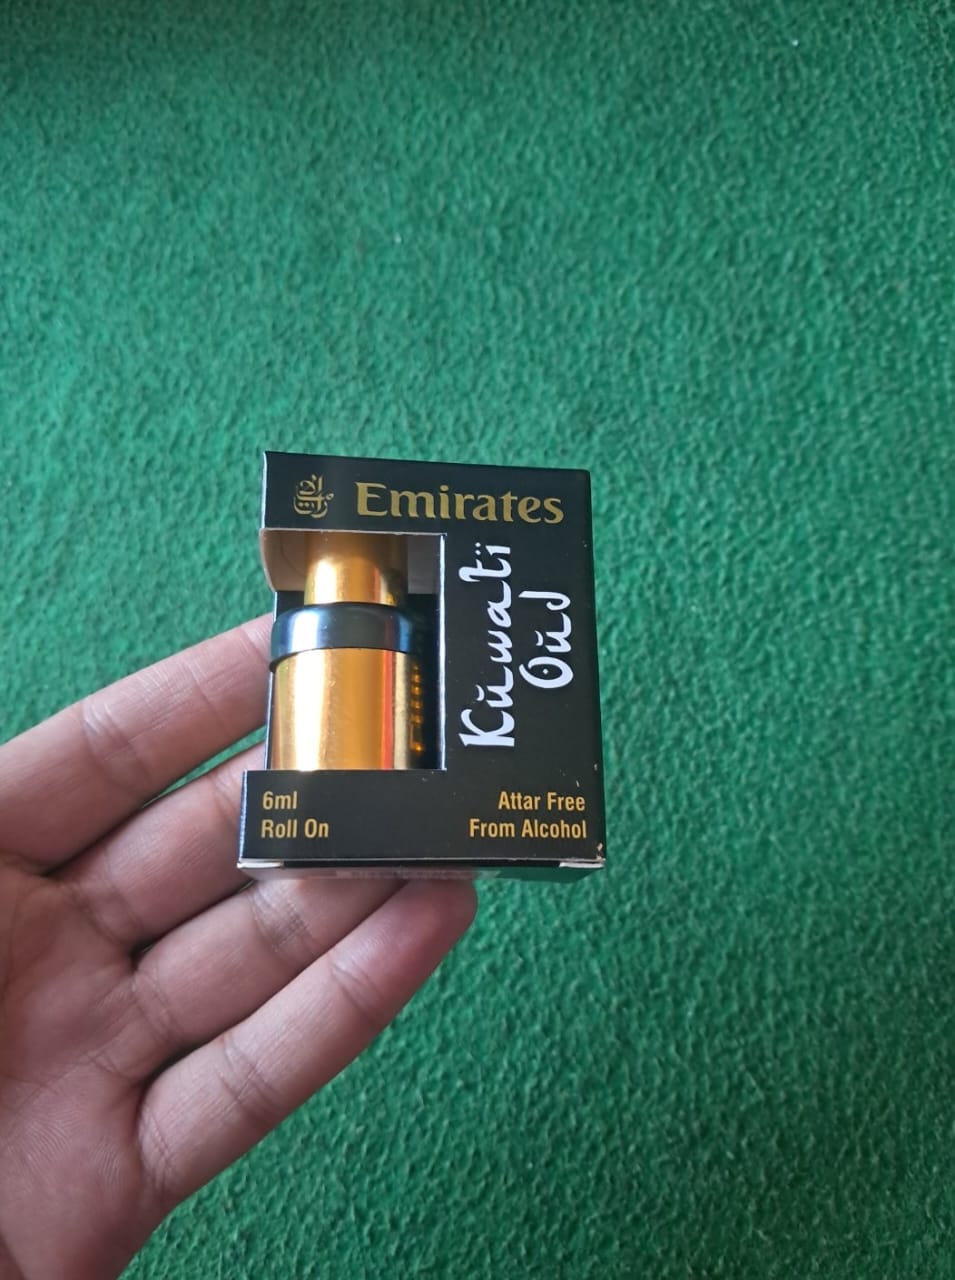 Emirates
Kuwati
Oud
6ml
Roll On
Attar Free
From Alcohol